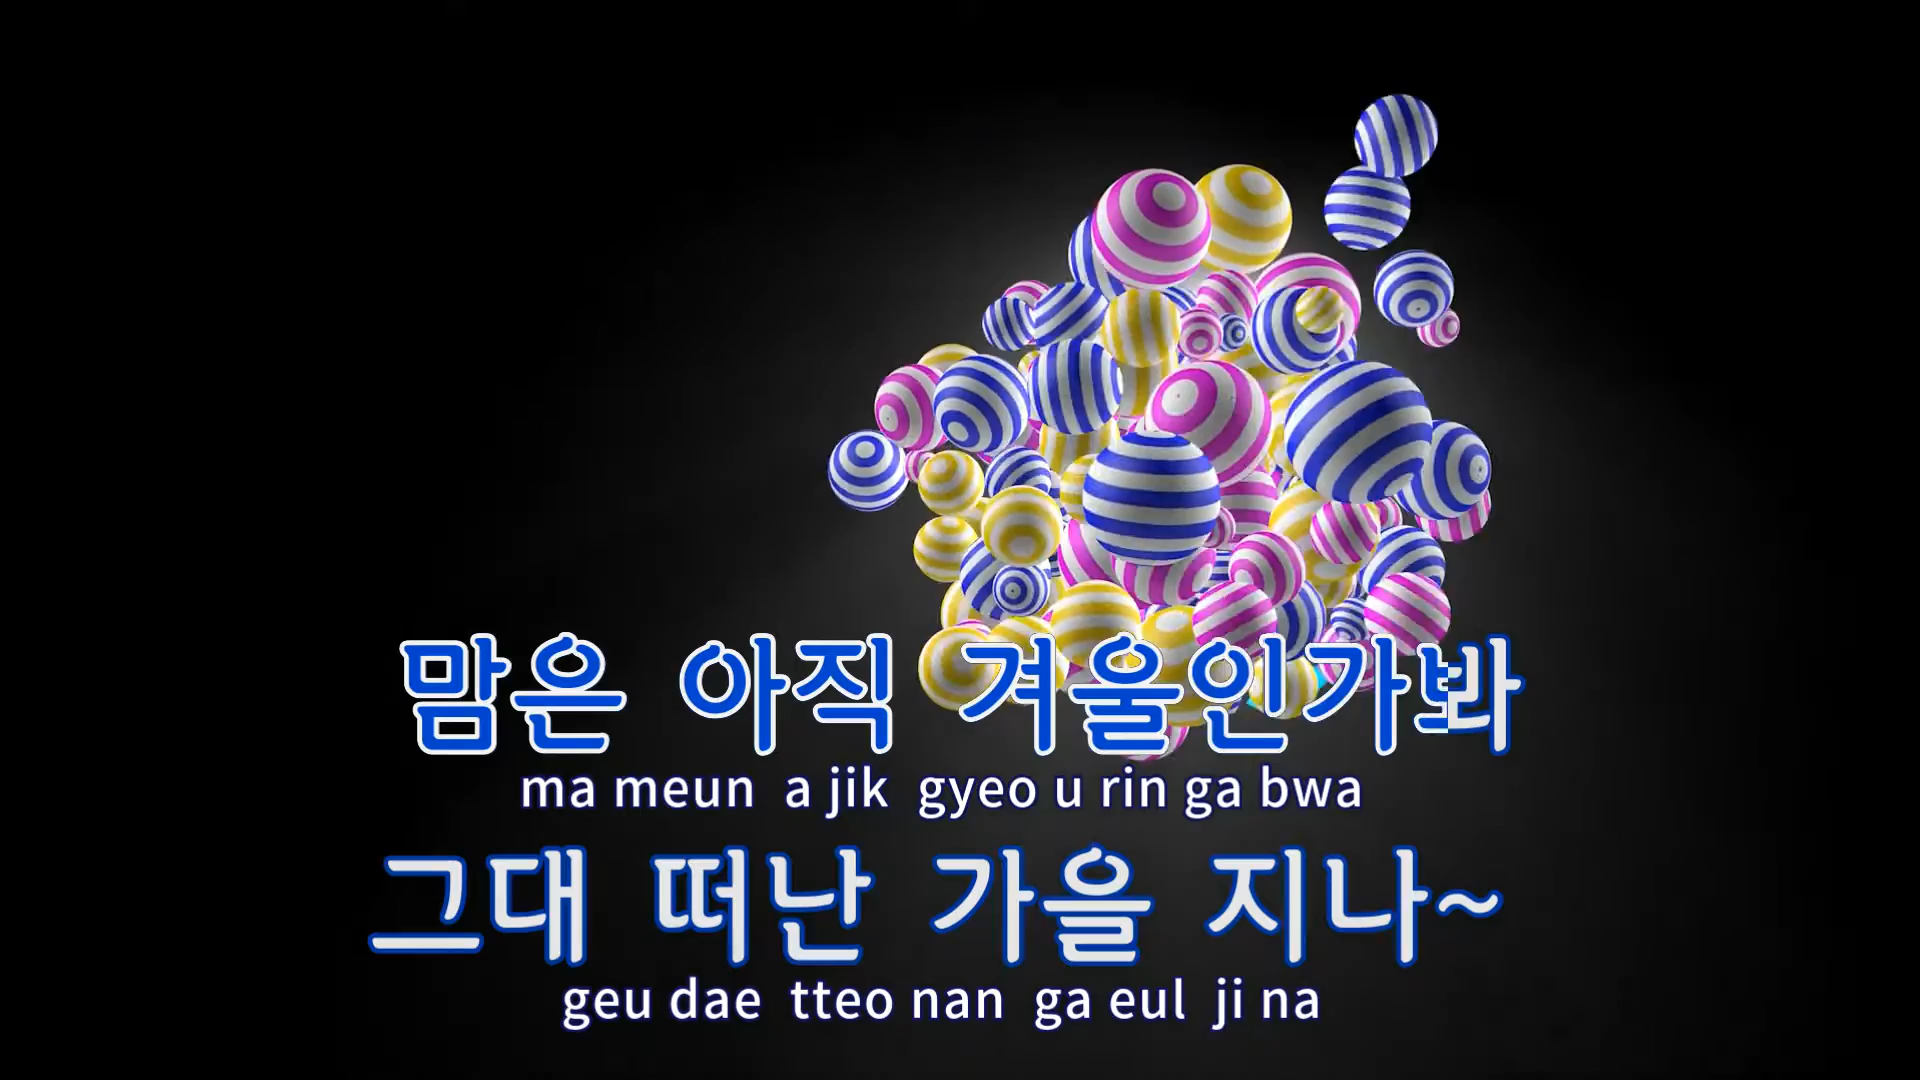 맘은 아직 겨울인가봐
ma meun a jik gyeo u rin ga bwa
그대 떠난 가을 지나~
geu dae tteo nan ga eul ji na